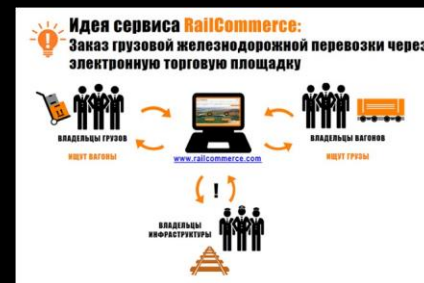 Идея сервиса RailCommerce:
Заказ грузовой железнодорожной перевозки через
электронную торговую площадку
ВЛАДЕЛЬЦЫ ГРУЗОВ
ИЩУТ ВАГОНЫ
www.railcommerce.com
ВЛАДЕЛЬЦЫ ВАГОНОВ
ИЩУТ ГРУЗЫ
!
ВЛАДЕЛЬЦЫ
ИНФРАСТРУКТУРЫ